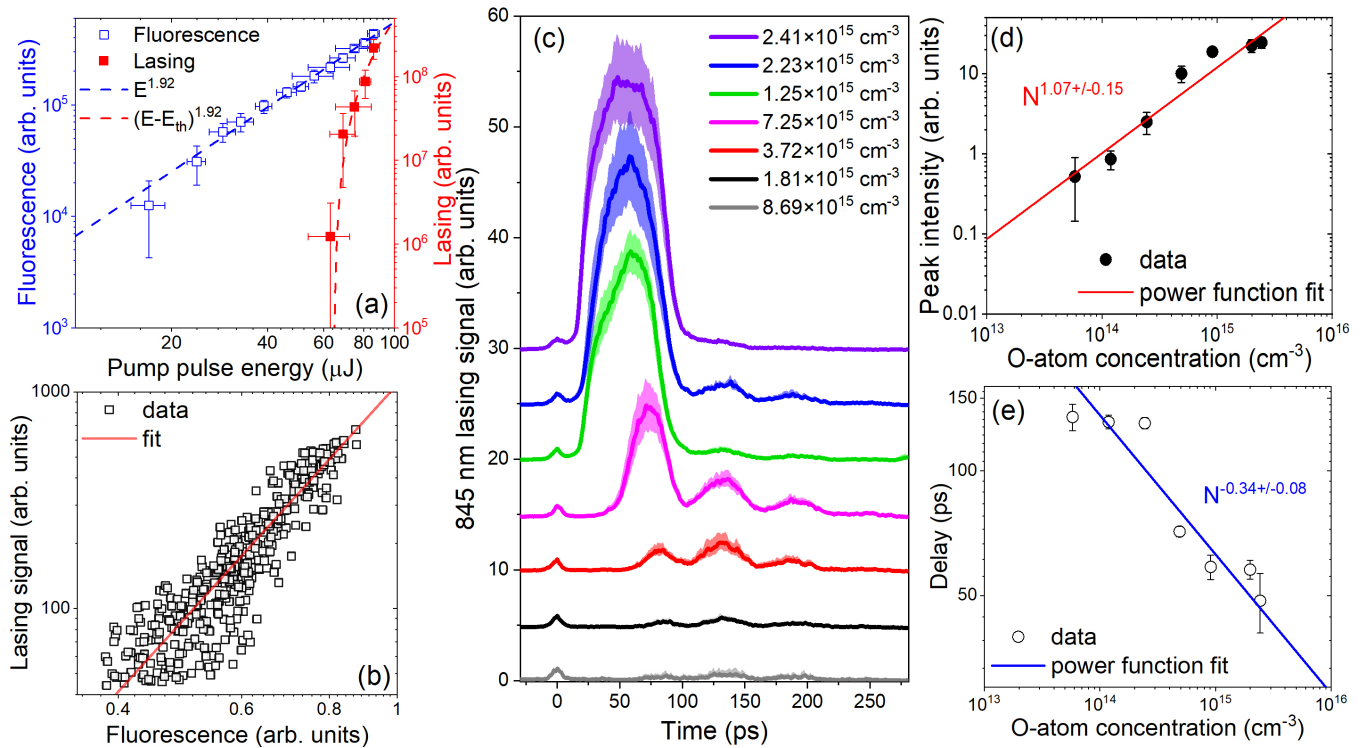 Fluorescence
Lasing
E^1.92
(E-E_th)^1.92
10^5
10^4
10^3
Fluorescence (arb. units)
10^8
10^7
10^6
10^5
Lasing (arb. units)
(a)
20
40
60
80
100
Pump pulse energy (μJ)
1000
100
Lasing signal (arb. units)
data
fit
(b)
0.4
0.6
0.8
1
Fluorescence (arb. units)
(c)
2.41×10^15 cm^-3
2.23×10^15 cm^-3
1.25×10^15 cm^-3
7.25×10^15 cm^-3
3.72×10^15 cm^-3
1.81×10^15 cm^-3
8.69×10^15 cm^-3
60
50
40
30
20
10
0
845 nm lasing signal (arb. units)
0
50
100
150
200
250
Time (ps)
(d)
N^1.07+/-0.15
10
1
0.1
0.01
Peak intensity (arb. units)
data
power function fit
10^13
10^14
10^15
10^16
O-atom concentration (cm^-3)
(e)
N^-0.34+/-0.08
150
100
50
Delay (ps)
data
power function fit
10^13
10^14
10^15
10^16
O-atom concentration (cm^-3)